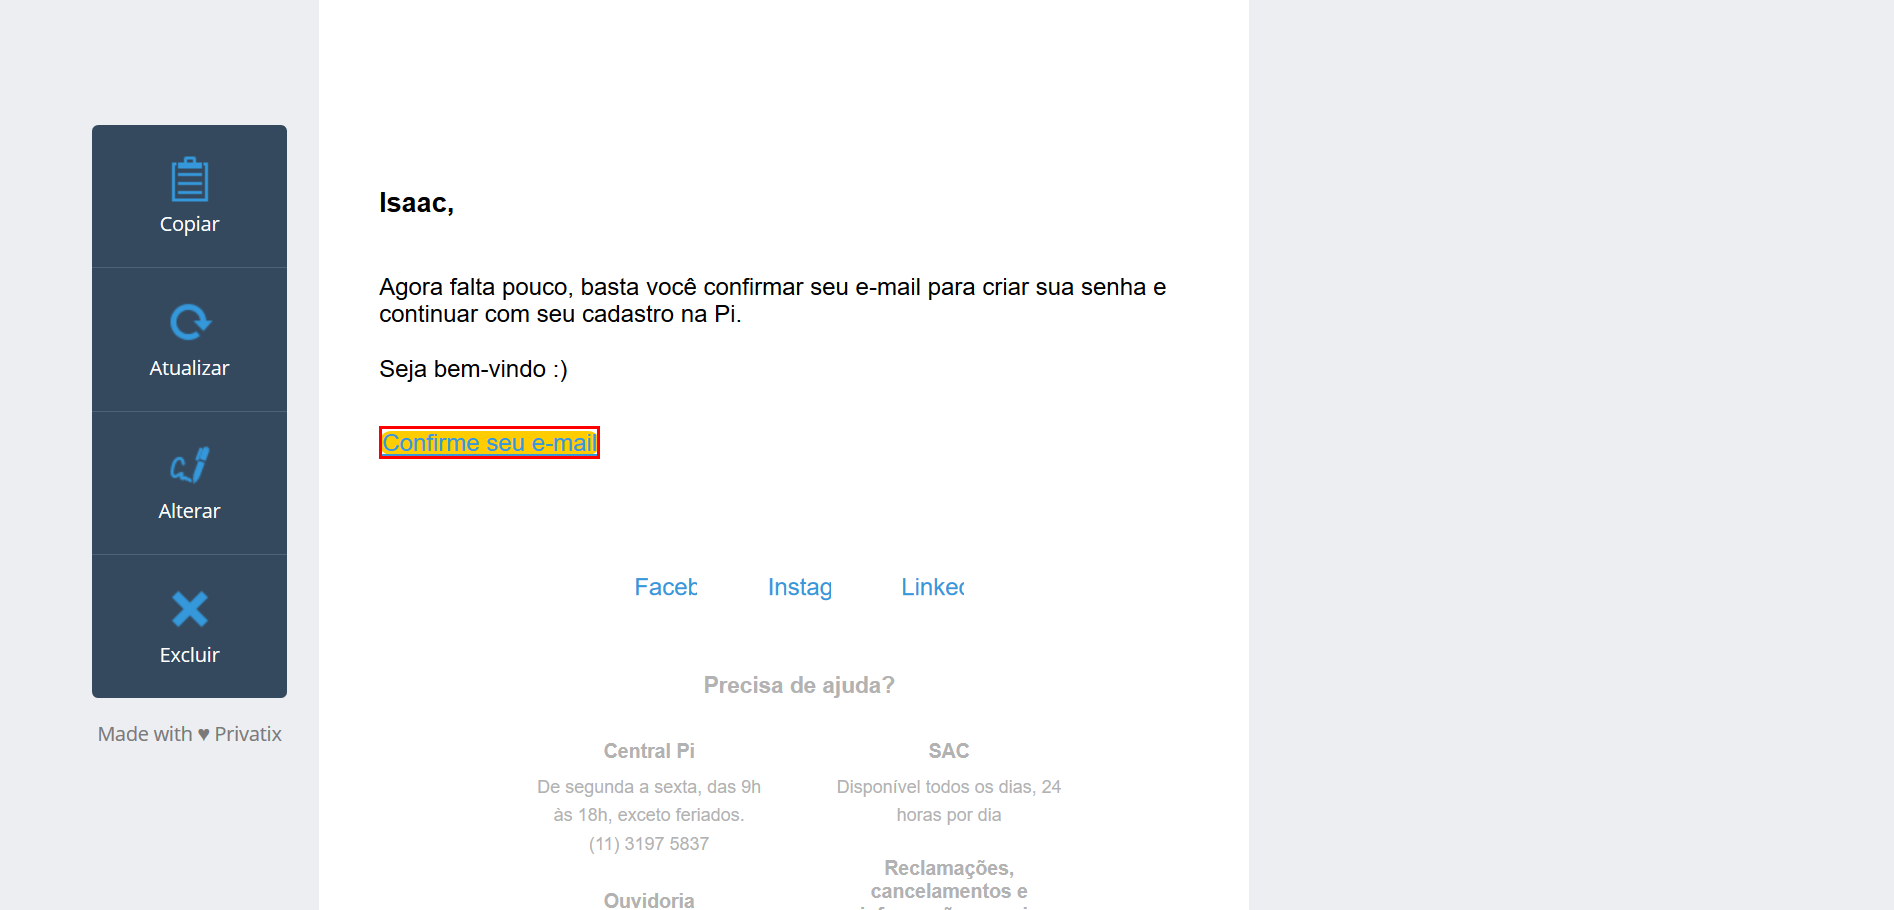 Copiar
Atualizar
Alterar
Excluir
Made with ♥ Privatix
Isaac,
Agora falta pouco, basta você confirmar seu e-mail para criar sua senha e
continuar com seu cadastro na Pi.
Seja bem-vindo :)
Confirme seu e-mail
Faceb
Instag
Linke
Precisa de ajuda?
Central Pi
De segunda a sexta, das 9h
às 18h, exceto feriados.
(11) 3197 5837
Ouvidoria
SAC
Disponível todos os dias, 24
horas por dia
Reclamações,
cancelamentos e